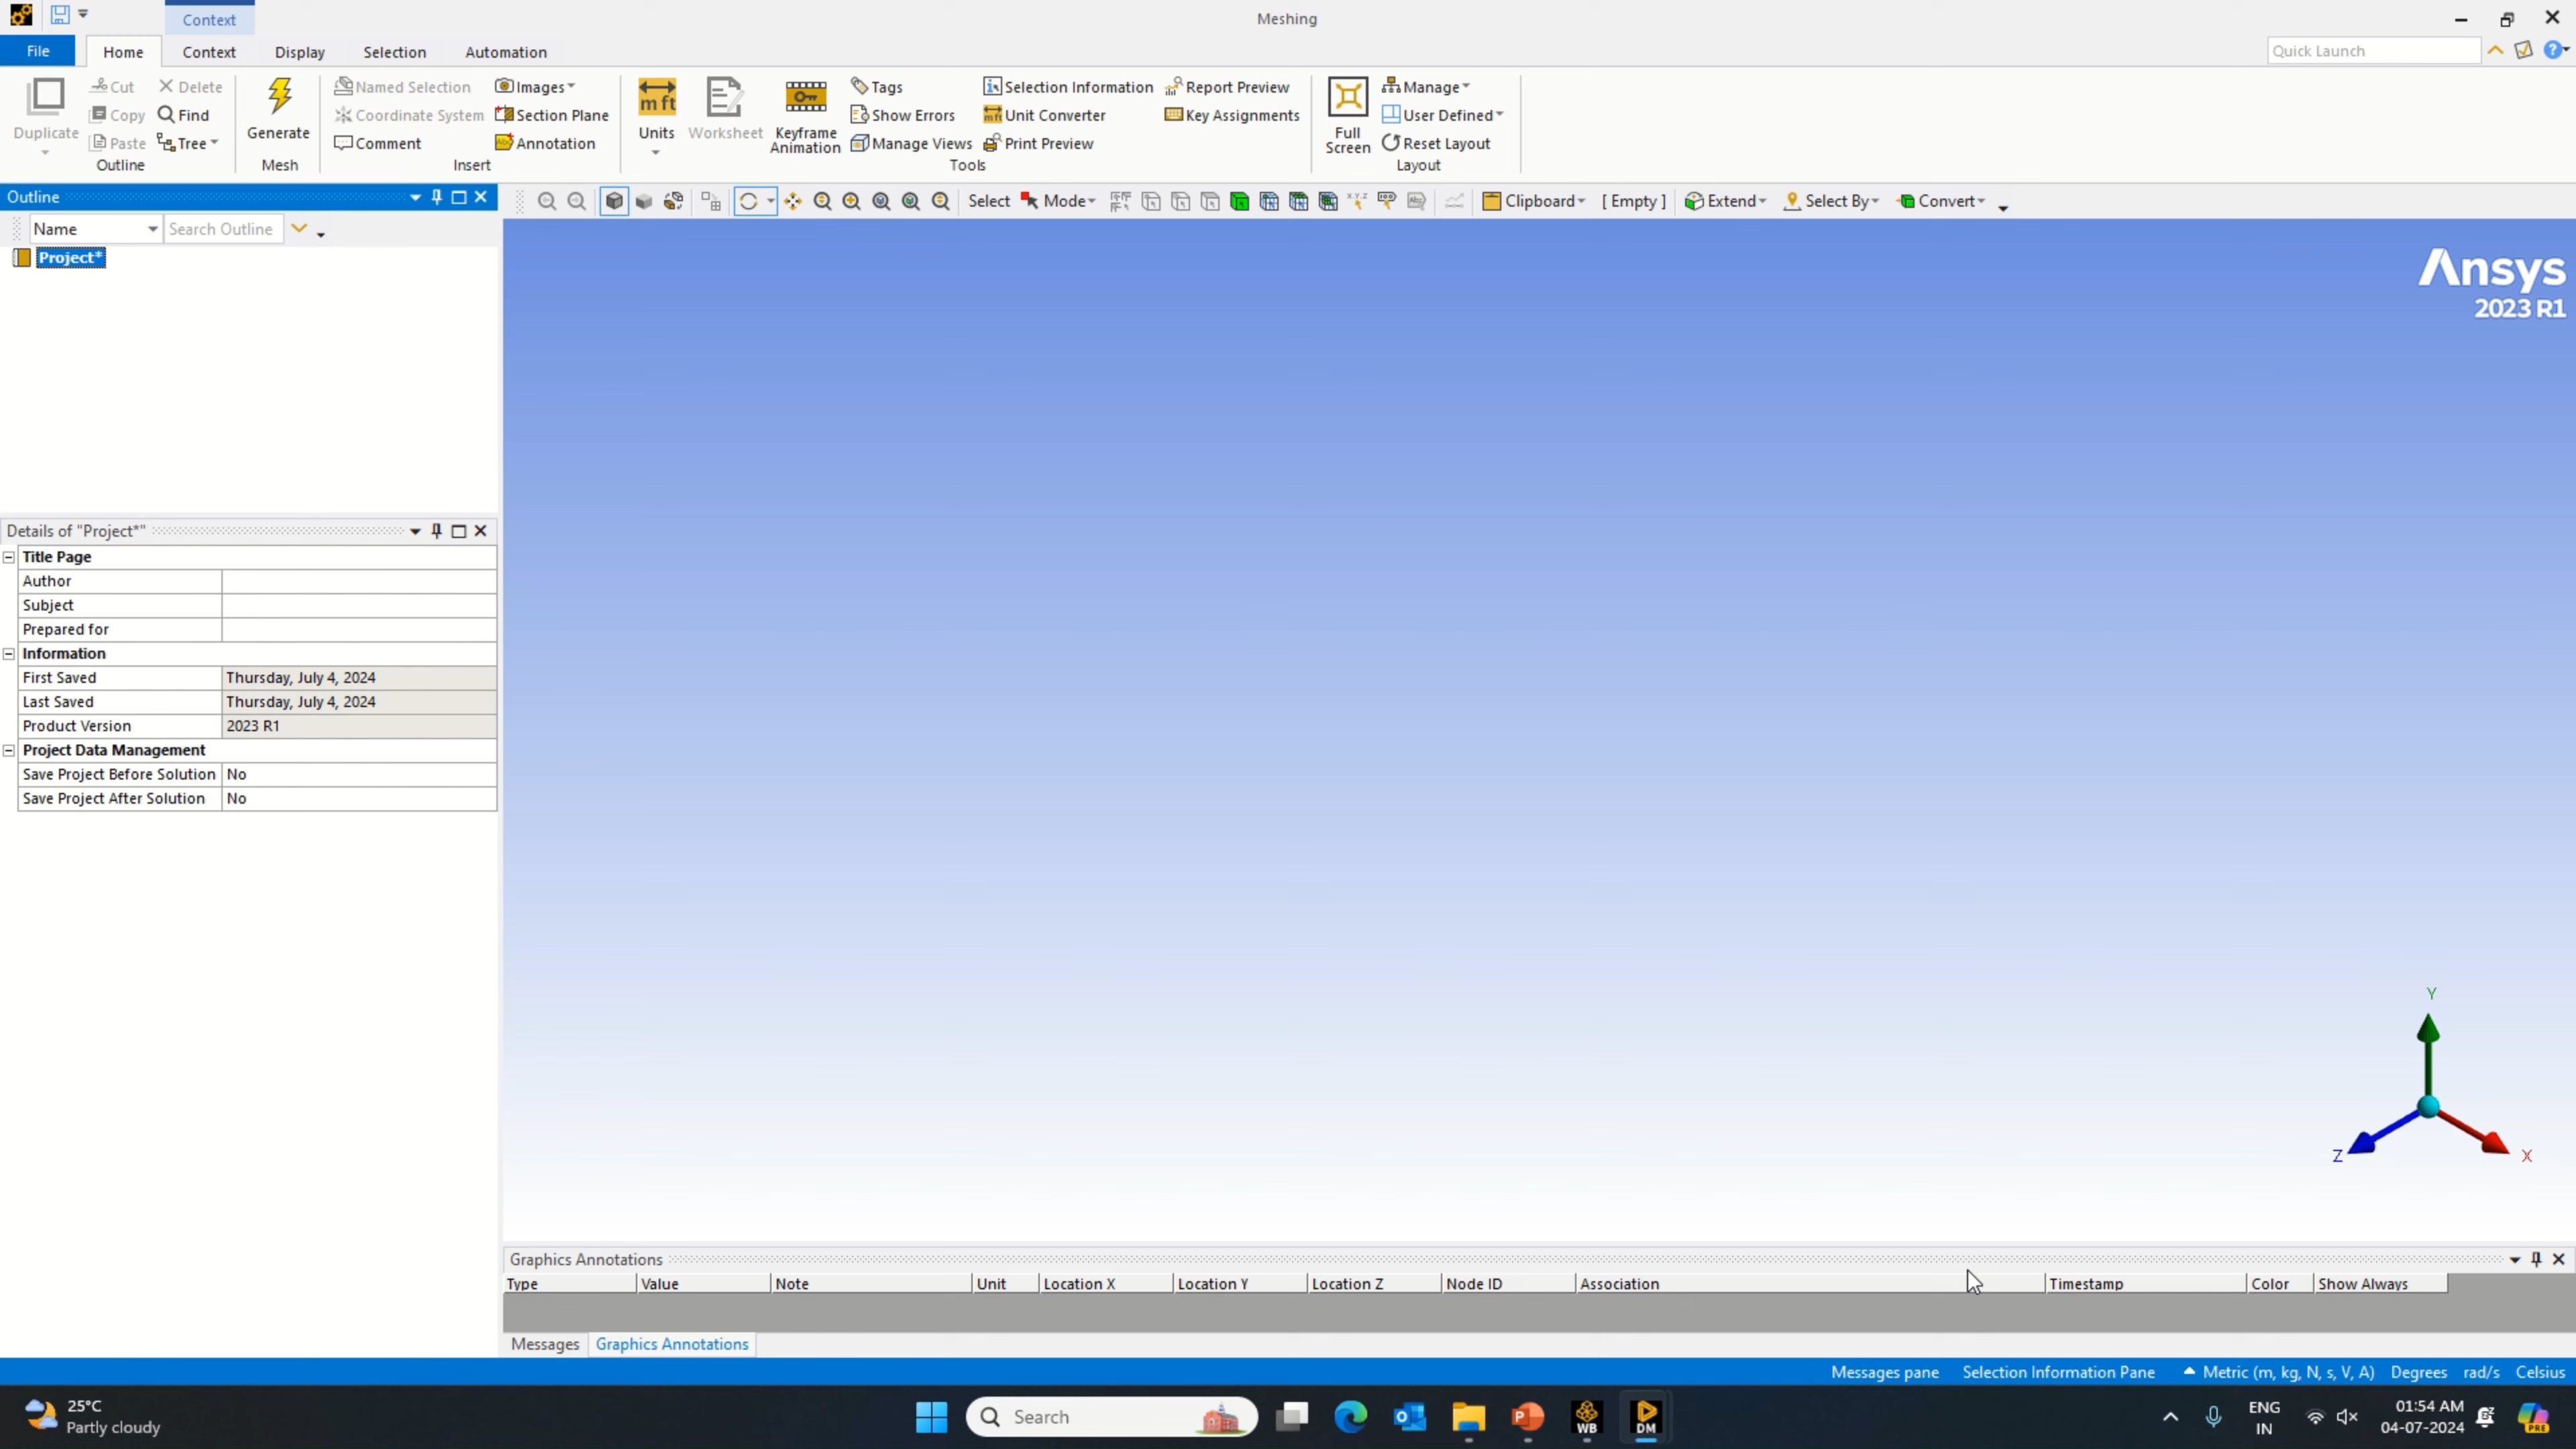 Context
Meshing
File
Home
Context
Display
Selection
Automation
Quick Launch
Duplicate
Cut
Delete
Copy
Find
Paste
Tree
Outline
Generate
Mesh
Named Selection
Images
Coordinate System
Section Plane
Comment
Annotation
Insert
m ft
Units
Worksheet
Keyframe
Animation
Tags
Selection Information
Report Preview
Show Errors
Unit Converter
Key Assignments
Manage Views
Print Preview
Tools
Full
Screen
Manage
User Defined
Reset Layout
Layout
Outline
Name
Search Outline
Select
Mode
Clipboard
[ Empty ]
Extend
Select By
Convert
Project*
Ansys
2023 R1
Details of "Project*"
Title Page
Author
Subject
Prepared for
Information
First Saved Thursday, July 4, 2024
Last Saved Thursday, July 4, 2024
Product Version 2023 R1
Project Data Management
Save Project Before Solution No
Save Project After Solution No
Y
Z
X
Graphics Annotations
Type Value Note Unit Location X Location Y Location Z Node ID Association Timestamp Color Show Always
Messages
Graphics Annotations
Messages pane
Selection Information Pane
Metric (m, kg, N, s, V, A)
Degrees
rad/s
Celsius
25°C
Partly cloudy
Search
WB
DM
ENG
IN
01:54 AM
04-07-2024
PRE